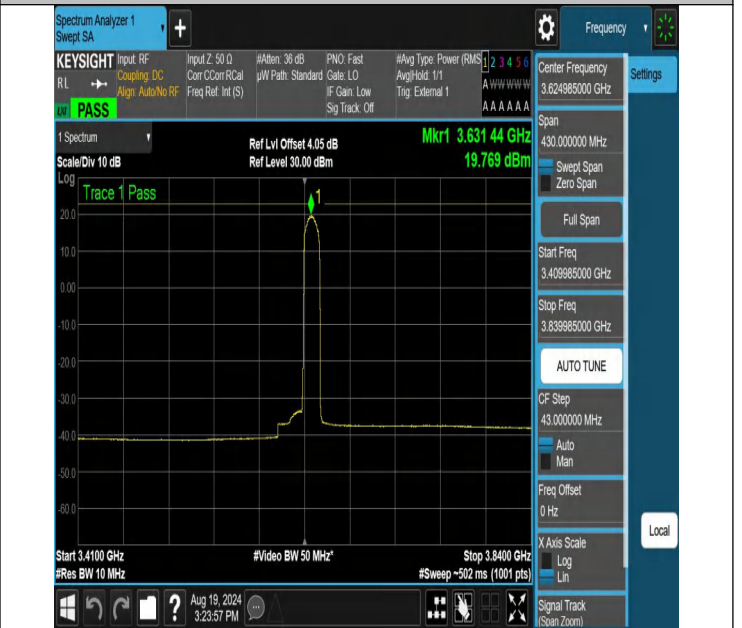 Spectrum Analyzer 1
Swept SA
+
Frequency
KEYSIGHT
Input: RF
Input Z: 50 Ω
#Atten: 36 dB
PNO: Fast
#Avg Type: Power (RMS
1 2 3 4 5 6
RL
Coupling: DC
Corr CCorr RCal
µW Path: Standard
Gate: LO
Avg|Hold: 1/1
A W W W W W
Align: Auto/No RF
Freq Ref: Int (S)
IF Gain: Low
Trig: External 1
Sig Track: Off
A A A A A A
PASS
1 Spectrum
Ref Lvl Offset 4.05 dB
Mkr1 3.631 44 GHz
Scale/Div 10 dB
Ref Level 30.00 dBm
19.769 dBm
Log
Trace 1 Pass
1
20.0
10.0
0.00
-10.0
-20.0
-30.0
-40.0
-50.0
-60.0
Start 3.4100 GHz
#Video BW 50 MHz*
Stop 3.8400 GHz
#Res BW 10 MHz
#Sweep ~502 ms (1001 pts)
Center Frequency
3.624985000 GHz
Settings
Span
430.000000 MHz
Swept Span
Zero Span
Full Span
Start Freq
3.409985000 GHz
Stop Freq
3.839985000 GHz
AUTO TUNE
CF Step
43.000000 MHz
Auto
Man
Freq Offset
0 Hz
X Axis Scale
Log
Lin
Local
Signal Track
(Span Zoom)
?
Aug 19, 2024
3:23:57 PM